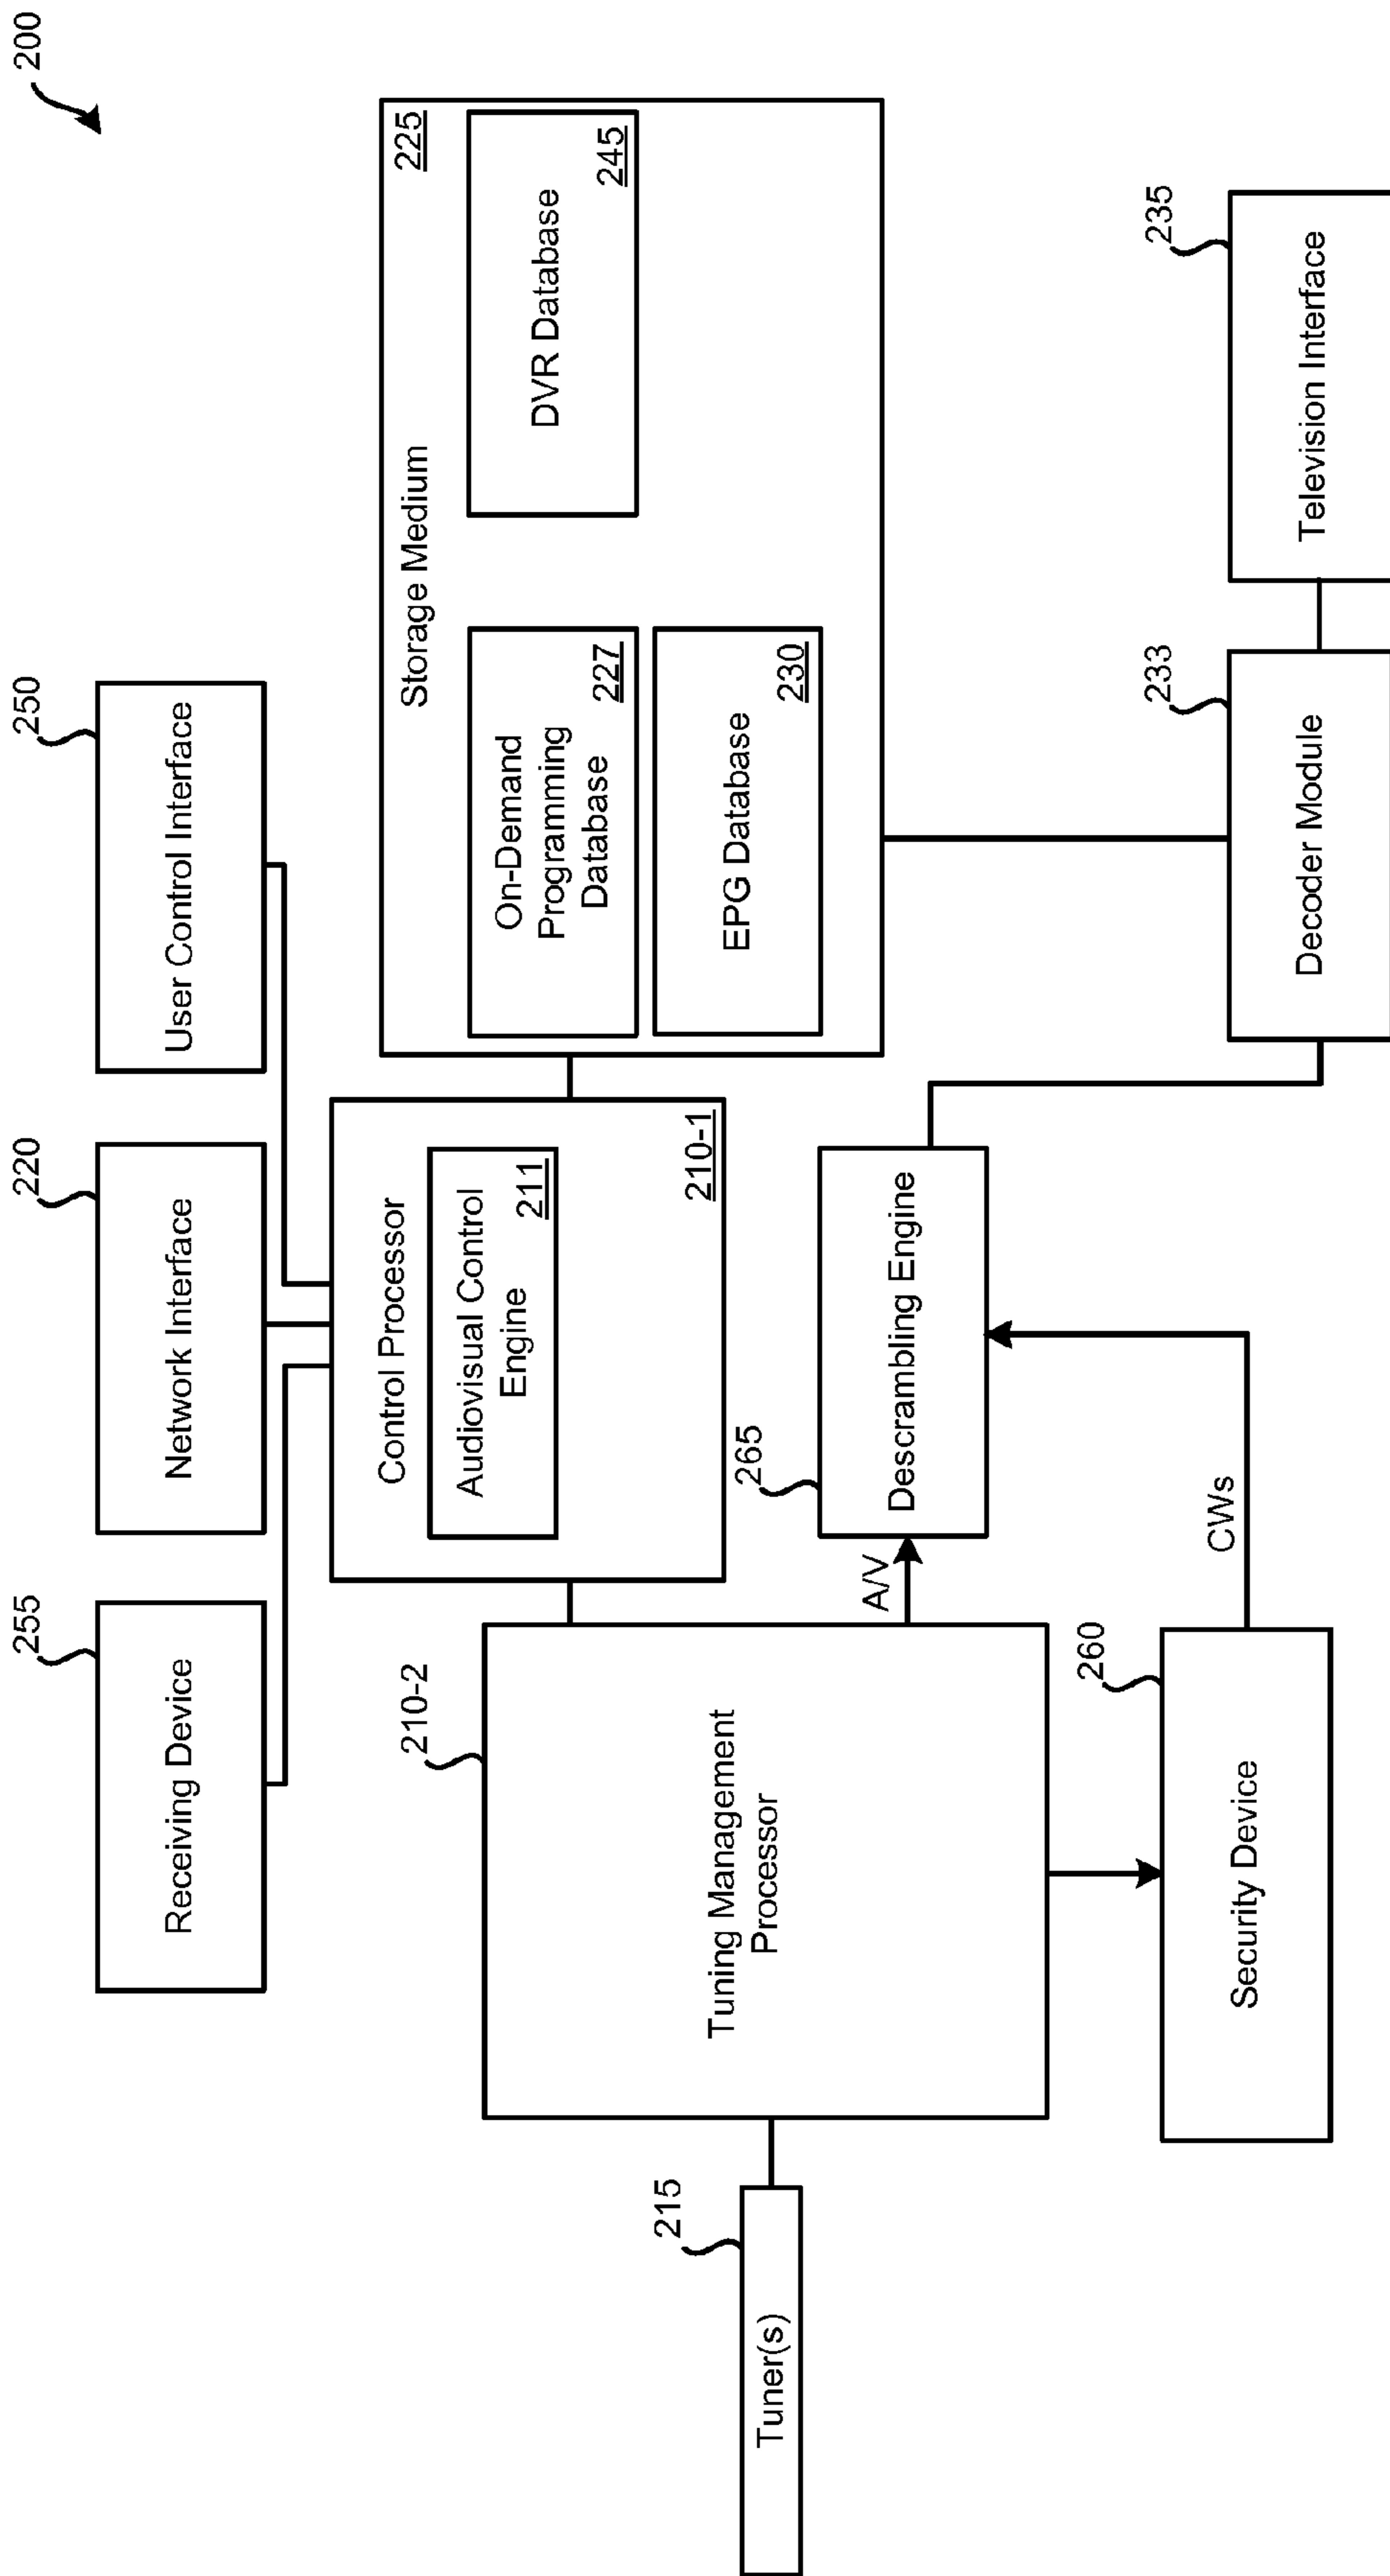 200
255
220
250
Receiving Device
Network Interface
User Control Interface
Control Processor
Audiovisual Control
Engine
211
210-1
Storage Medium
225
On-Demand
Programming
Database
227
DVR Database
245
EPG Database
230
210-2
Tuning Management
Processor
215
Tuner(s)
A/V
265
Descrambling Engine
260
Security Device
CWs
233
Decoder Module
235
Television Interface